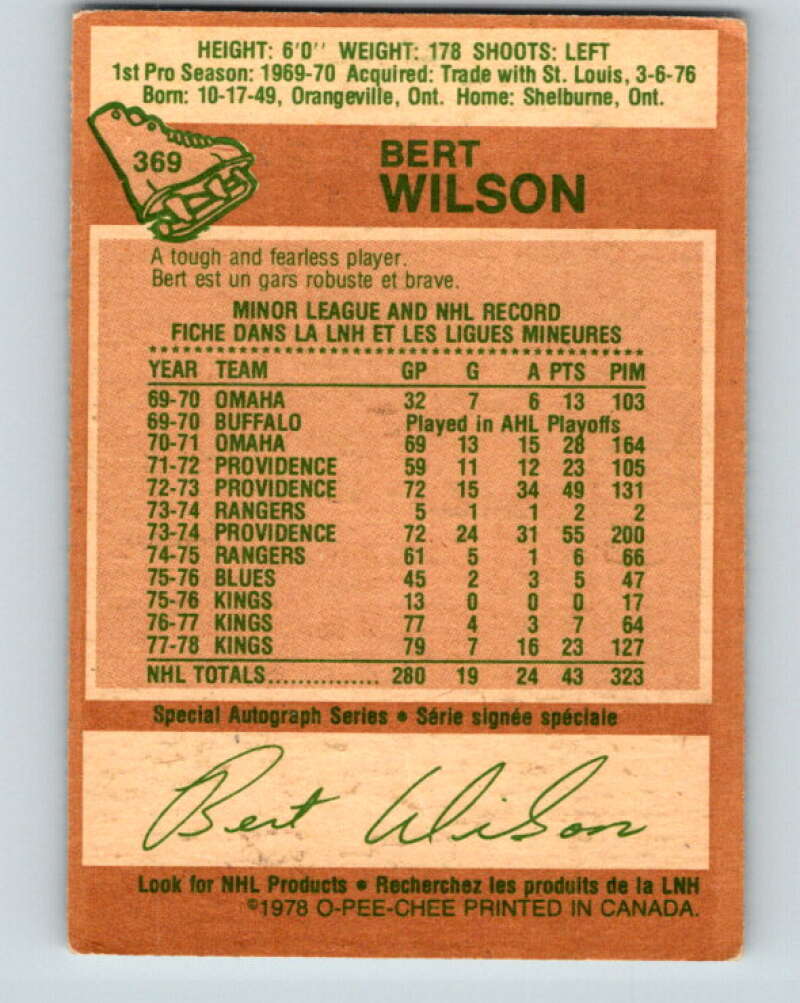 HEIGHT: 6'0'' WEIGHT: 178 SHOOTS: LEFT
1st Pro Season: 1969-70 Acquired: Trade with St. Louis, 3-6-76
Born: 10-17-49, Orangeville, Ont. Home: Shelburne, Ont.
369
BERT
WILSON
A tough and fearless player.
Bert est un gars robuste et brave.
MINOR LEAGUE AND NHL RECORD
FICHE DANS LA LNH ET LES LIGUES MINEURES
YEAR TEAM GP G A PTS PIM
69-70 OMAHA 32 7 6 13 103
69-70 BUFFALO Played in AHL Playoffs
70-71 OMAHA 69 13 15 28 164
71-72 PROVIDENCE 59 11 12 23 105
72-73 PROVIDENCE 72 15 34 49 131
73-74 RANGERS 5 1 1 2 2
73-74 PROVIDENCE 72 24 31 55 200
74-75 RANGERS 61 5 1 6 66
75-76 BLUES 45 2 3 5 47
75-76 KINGS 13 0 0 0 17
76-77 KINGS 77 4 3 7 64
77-78 KINGS 79 7 16 23 127
NHL TOTALS............... 280 19 24 43 323
Special Autograph Series • Série signée spéciale
Bert Wilson
Look for NHL Products • Recherchez les produits de la LNH
©1978 O-PEE-CHEE PRINTED IN CANADA.